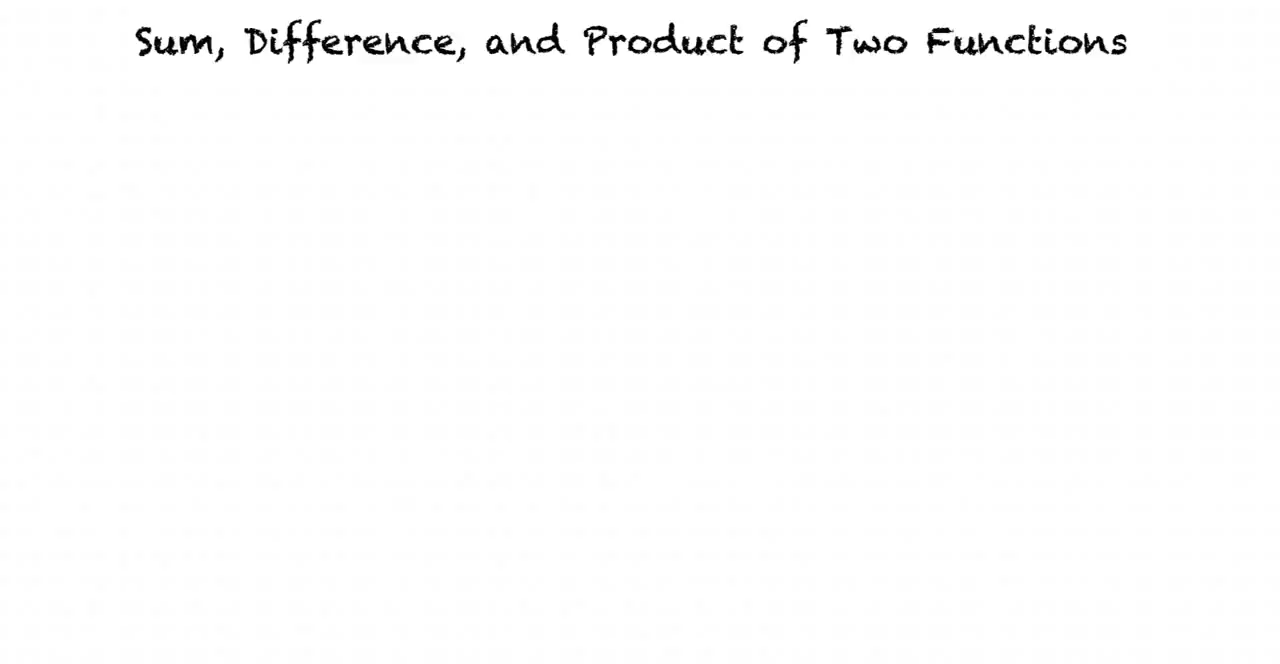 Sum, Difference, and Product of Two Functions